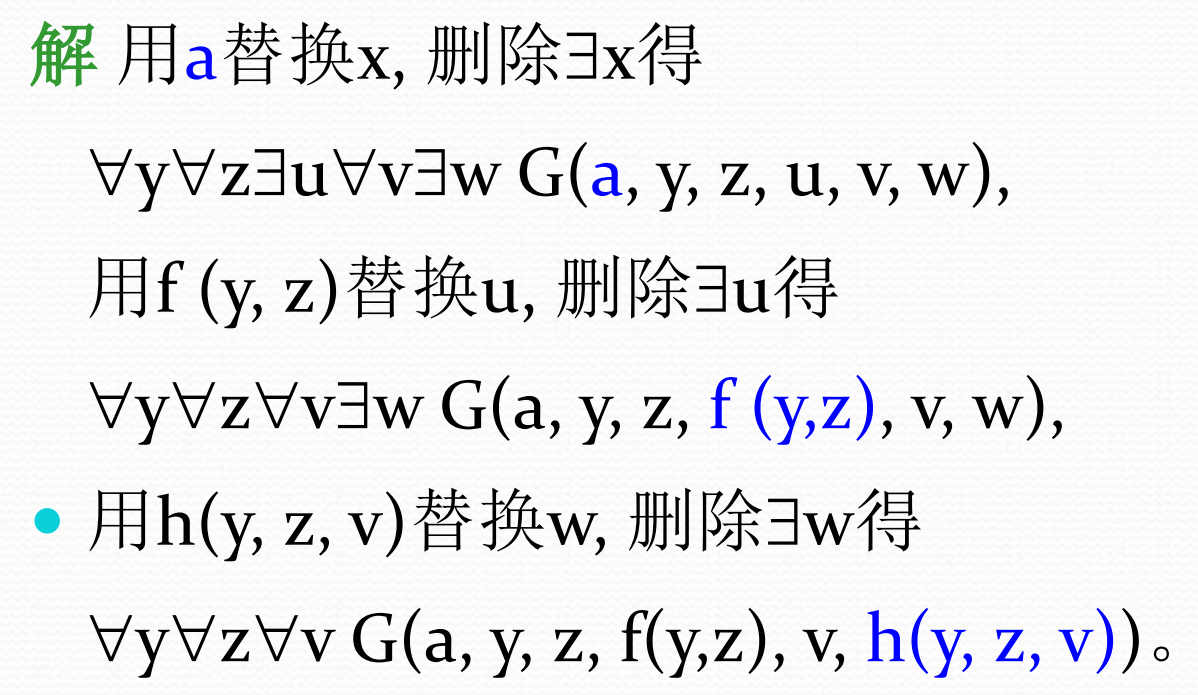 解 用a替换x, 删除∃x得
∀y∀z∃u∀v∃w G(a, y, z, u, v, w),
用f (y, z)替换u, 删除∃u得
∀y∀z∀v∃w G(a, y, z, f (y,z), v, w),
• 用h(y, z, v)替换w, 删除∃w得
∀y∀z∀v G(a, y, z, f(y,z), v, h(y, z, v))。